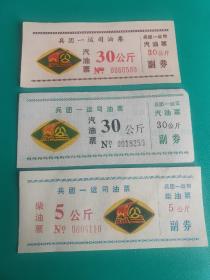 兵团一运司油票
汽油票
30公斤
№ 0000500
兵团一运司
汽油票
30公斤
副券
兵团一运司油票
汽油票
30公斤
№ 0018253
兵团一运司
汽油票
30公斤
副券
兵团一运司油票
柴油票
5公斤
№ 0004110
兵团一运司
柴油票
5公斤
副券